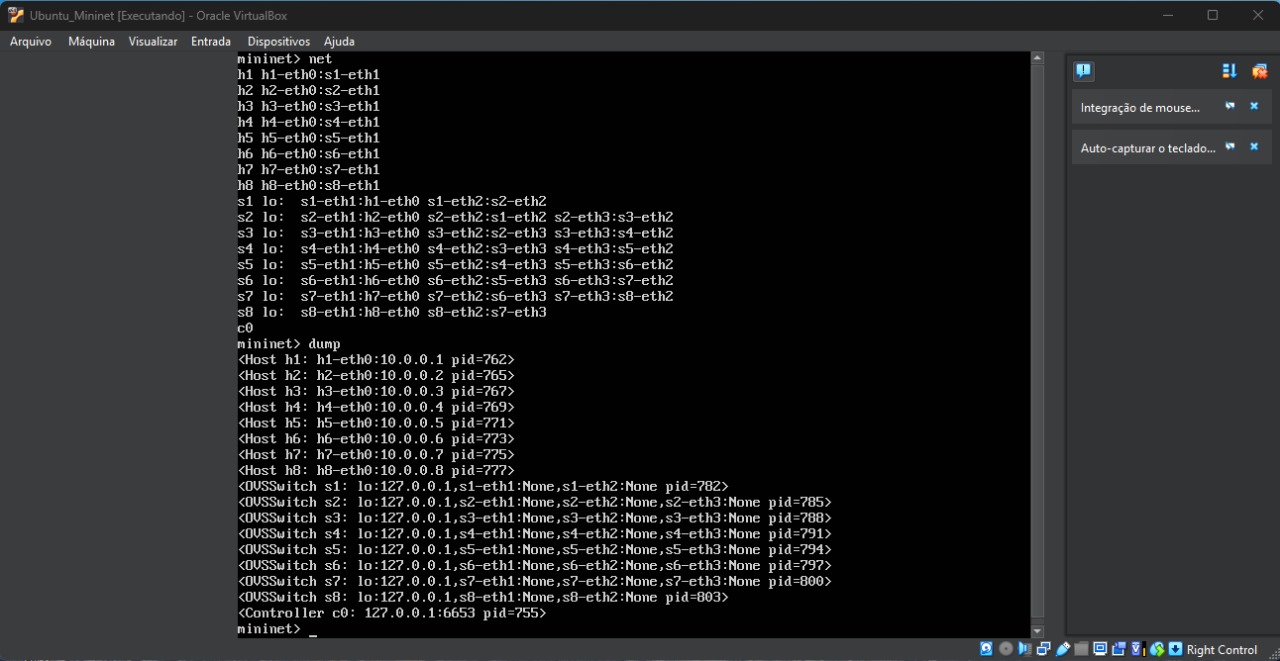 Ubuntu_Mininet [Executando] - Oracle VirtualBox
Arquivo Máquina Visualizar Entrada Dispositivos Ajuda
mininet> net
h1 h1-eth0:s1-eth1
h2 h2-eth0:s2-eth1
h3 h3-eth0:s3-eth1
h4 h4-eth0:s4-eth1
h5 h5-eth0:s5-eth1
h6 h6-eth0:s6-eth1
h7 h7-eth0:s7-eth1
h8 h8-eth0:s8-eth1
s1 lo:  s1-eth1:h1-eth0 s1-eth2:s2-eth2
s2 lo:  s2-eth1:h2-eth0 s2-eth2:s1-eth2 s2-eth3:s3-eth2
s3 lo:  s3-eth1:h3-eth0 s3-eth2:s2-eth3 s3-eth3:s4-eth2
s4 lo:  s4-eth1:h4-eth0 s4-eth2:s3-eth3 s4-eth3:s5-eth2
s5 lo:  s5-eth1:h5-eth0 s5-eth2:s4-eth3 s5-eth3:s6-eth2
s6 lo:  s6-eth1:h6-eth0 s6-eth2:s5-eth3 s6-eth3:s7-eth2
s7 lo:  s7-eth1:h7-eth0 s7-eth2:s6-eth3 s7-eth3:s8-eth2
s8 lo:  s8-eth1:h8-eth0 s8-eth2:s7-eth3
c0
mininet> dump
<Host h1: h1-eth0:10.0.0.1 pid=762>
<Host h2: h2-eth0:10.0.0.2 pid=765>
<Host h3: h3-eth0:10.0.0.3 pid=767>
<Host h4: h4-eth0:10.0.0.4 pid=769>
<Host h5: h5-eth0:10.0.0.5 pid=771>
<Host h6: h6-eth0:10.0.0.6 pid=773>
<Host h7: h7-eth0:10.0.0.7 pid=775>
<Host h8: h8-eth0:10.0.0.8 pid=777>
<OVSSwitch s1: lo:127.0.0.1,s1-eth1:None,s1-eth2:None pid=782>
<OVSSwitch s2: lo:127.0.0.1,s2-eth1:None,s2-eth2:None,s2-eth3:None pid=785>
<OVSSwitch s3: lo:127.0.0.1,s3-eth1:None,s3-eth2:None,s3-eth3:None pid=788>
<OVSSwitch s4: lo:127.0.0.1,s4-eth1:None,s4-eth2:None,s4-eth3:None pid=791>
<OVSSwitch s5: lo:127.0.0.1,s5-eth1:None,s5-eth2:None,s5-eth3:None pid=794>
<OVSSwitch s6: lo:127.0.0.1,s6-eth1:None,s6-eth2:None,s6-eth3:None pid=797>
<OVSSwitch s7: lo:127.0.0.1,s7-eth1:None,s7-eth2:None,s7-eth3:None pid=800>
<OVSSwitch s8: lo:127.0.0.1,s8-eth1:None,s8-eth2:None pid=803>
<Controller c0: 127.0.0.1:6653 pid=755>
mininet> _
Integração de mouse...
Auto-capturar o teclado...
Right Control